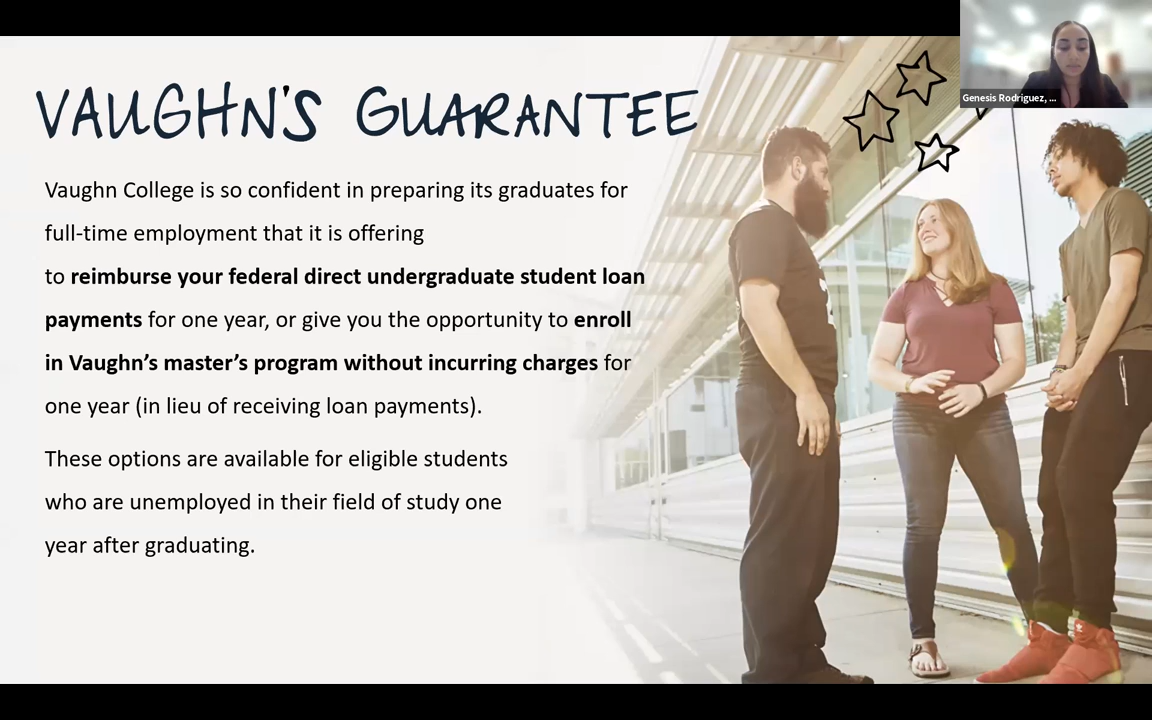 VAUGHN'S GUARANTEE
Genesis Rodriguez, ...
Vaughn College is so confident in preparing its graduates for
full-time employment that it is offering
to reimburse your federal direct undergraduate student loan
payments for one year, or give you the opportunity to enroll
in Vaughn’s master’s program without incurring charges for
one year (in lieu of receiving loan payments).
These options are available for eligible students
who are unemployed in their field of study one
year after graduating.